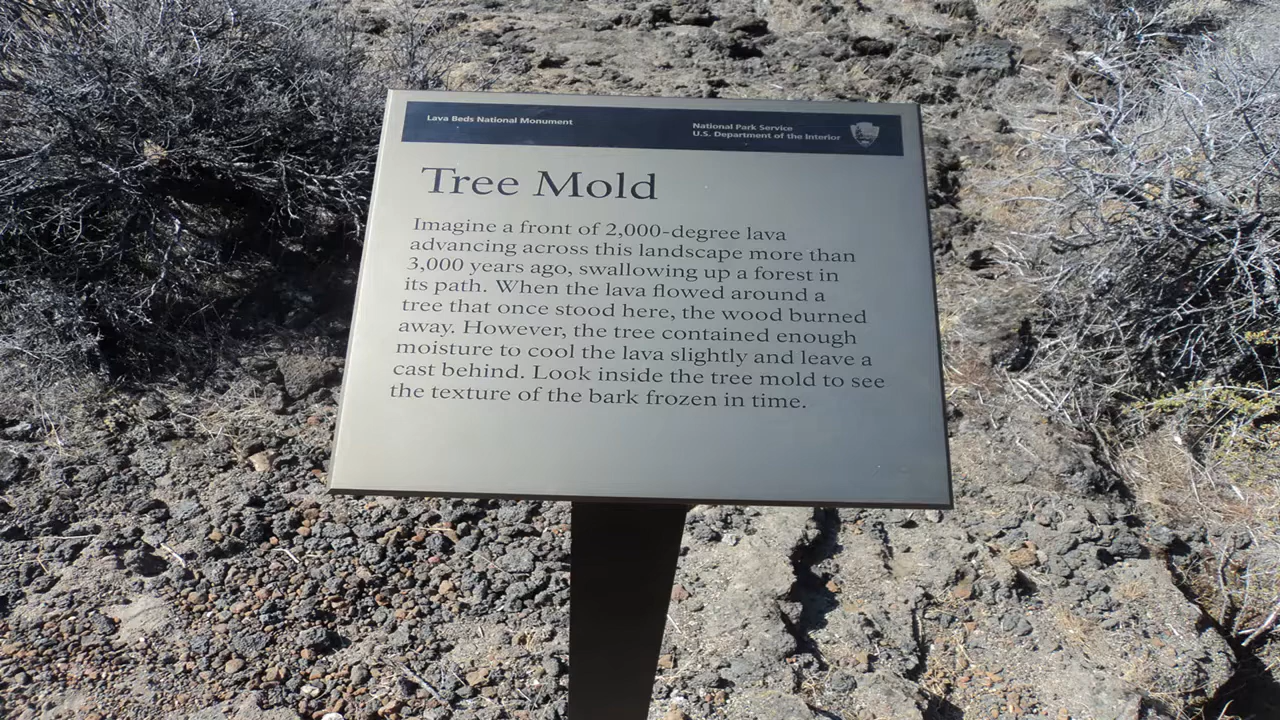 Lava Beds National Monument
National Park Service
U.S. Department of the Interior
Tree Mold
Imagine a front of 2,000-degree lava
advancing across this landscape more than
3,000 years ago, swallowing up a forest in
its path. When the lava flowed around a
tree that once stood here, the wood burned
away. However, the tree contained enough
moisture to cool the lava slightly and leave a
cast behind. Look inside the tree mold to see
the texture of the bark frozen in time.